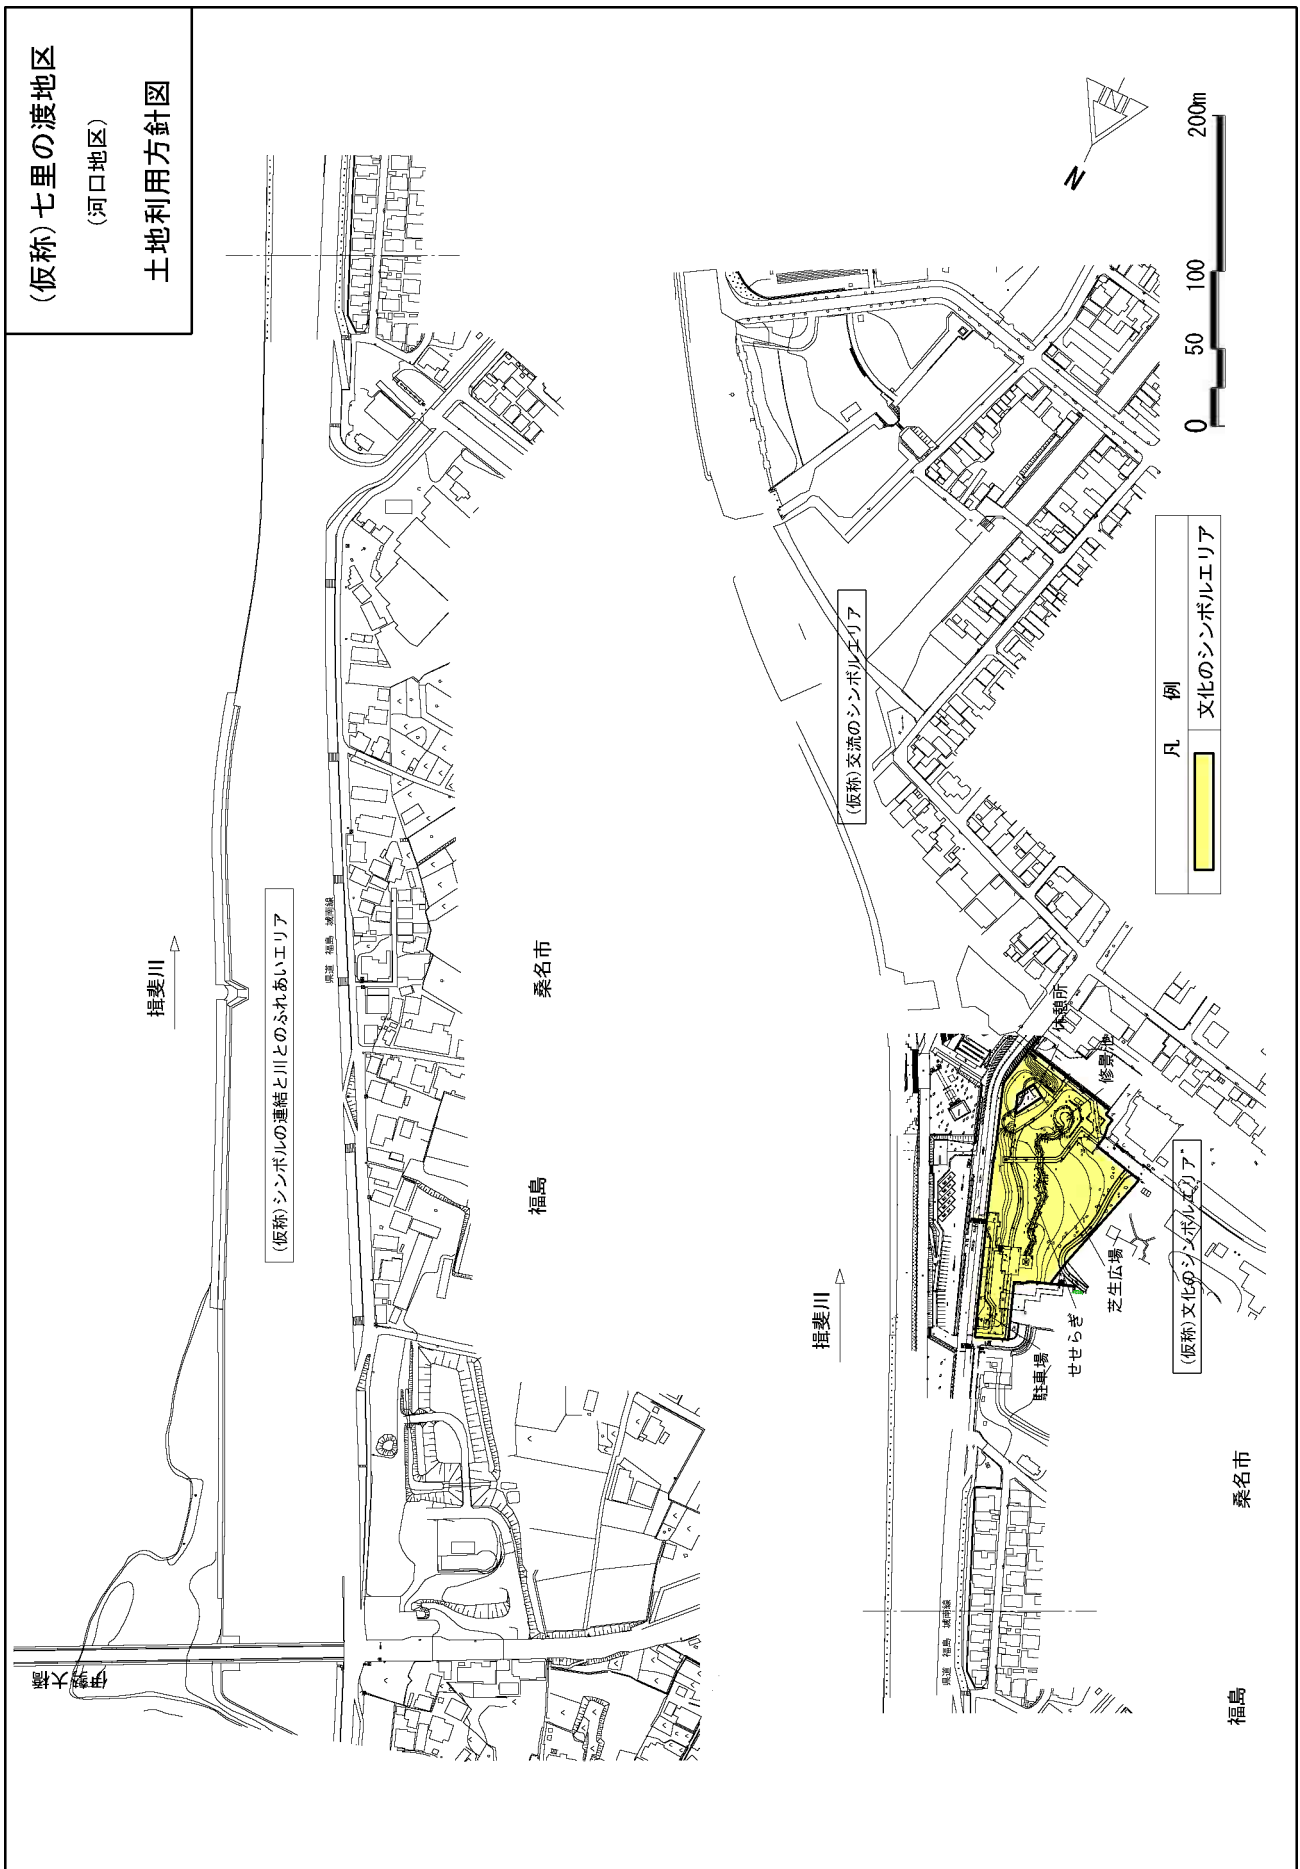 (仮称)七里の渡地区
(河口地区)
土地利用方針図
揖斐川
(仮称)シンボルの連結と川とのふれあいエリア
県道 福島 城南線
桑名市
福島
伊勢大橋
N
0 50 100 200m
凡 例
文化のシンボルエリア
(仮称)交流のシンボルエリア
揖斐川
休憩所
修景池
芝生広場
せせらぎ
駐車場
(仮称)文化のシンボルエリア
県道 福島 城南線
桑名市
福島